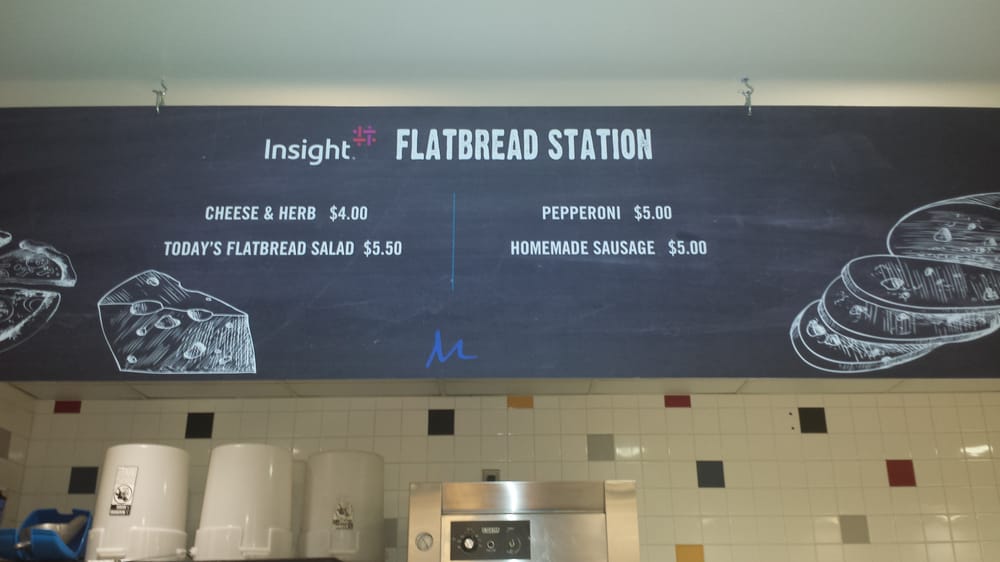 Insight. FLATBREAD STATION
CHEESE & HERB $4.00
TODAY'S FLATBREAD SALAD $5.50
PEPPERONI $5.00
HOMEMADE SAUSAGE $5.00